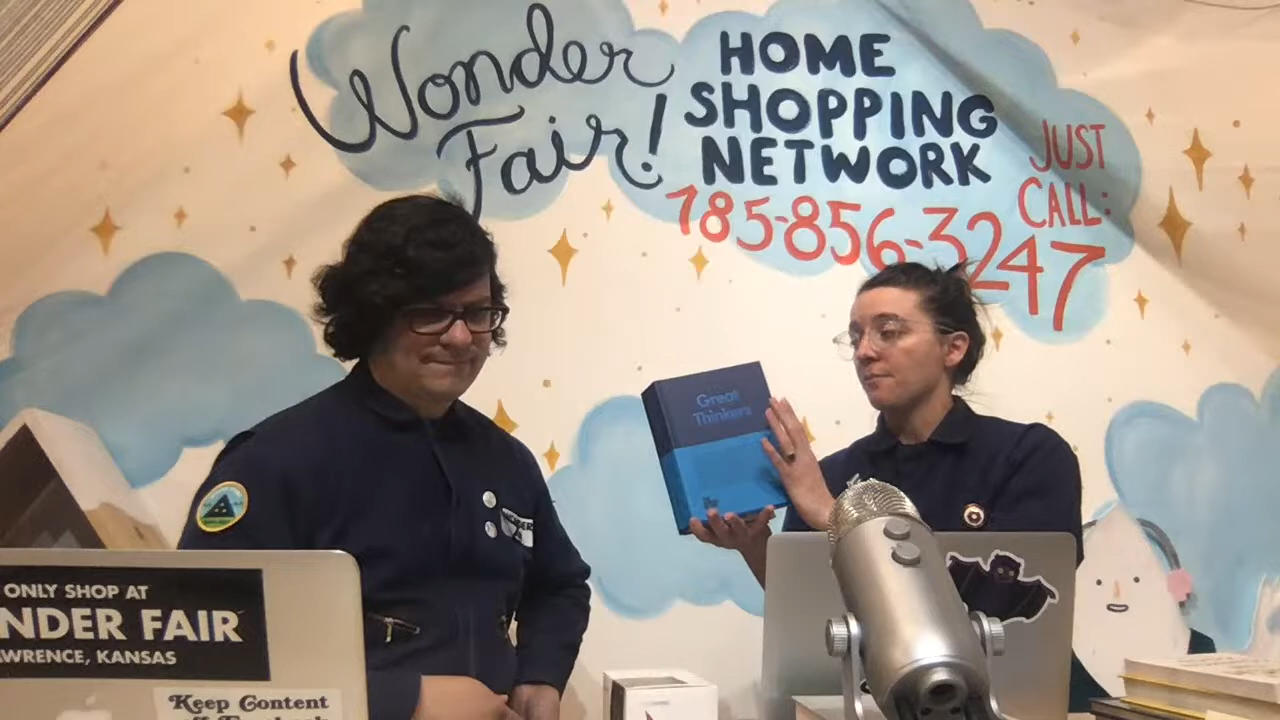 Wonder
Fair!
HOME
SHOPPING
NETWORK
JUST
CALL:
785-856-3247
Great
Thinkers
ONLY SHOP AT
NDER FAIR
WRENCE, KANSAS
Keep Content